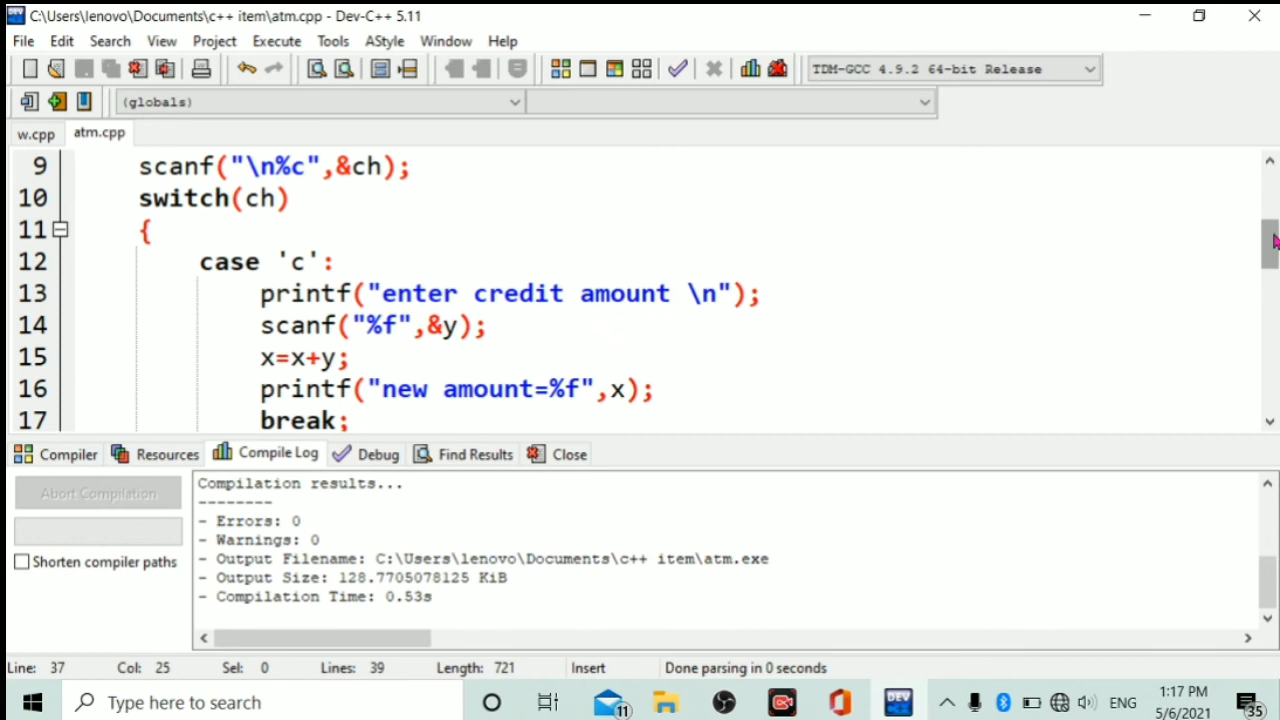 C:\Users\lenovo\Documents\c++ item\atm.cpp - Dev-C++ 5.11
File Edit Search View Project Execute Tools AStyle Window Help
TDM-GCC 4.9.2 64-bit Release
(globals)
w.cpp atm.cpp
9 scanf("\n%c",&ch);
10 switch(ch)
11 {
12 case 'c':
13 printf("enter credit amount \n");
14 scanf("%f",&y);
15 x=x+y;
16 printf("new amount=%f",x);
17 break;
Compiler Resources Compile Log Debug Find Results Close
Abort Compilation
Shorten compiler paths
Compilation results...
--------
- Errors: 0
- Warnings: 0
- Output Filename: C:\Users\lenovo\Documents\c++ item\atm.exe
- Output Size: 128.7705078125 KiB
- Compilation Time: 0.53s
Line: 37 Col: 25 Sel: 0 Lines: 39 Length: 721 Insert Done parsing in 0 seconds
Type here to search
11
DEV
ENG
1:17 PM
5/6/2021
35